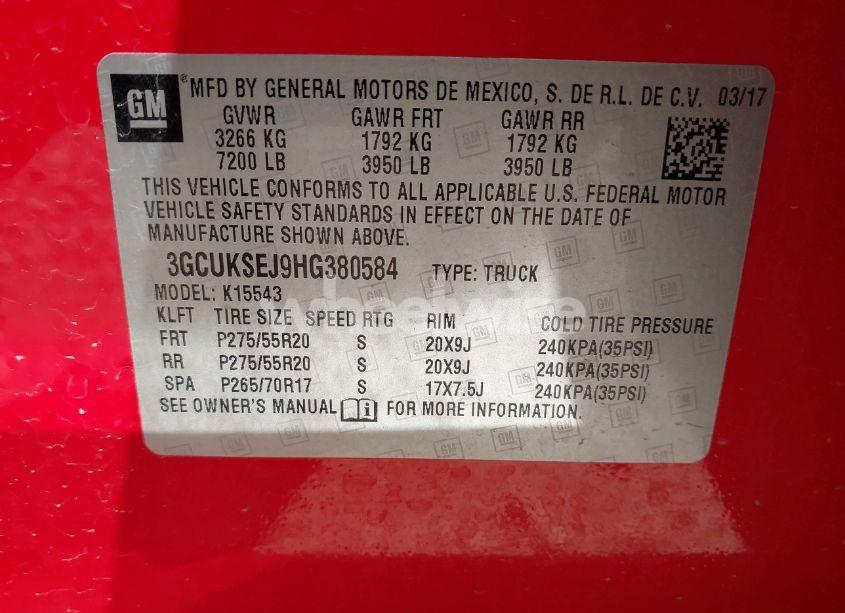 GM ® MFD BY GENERAL MOTORS DE MEXICO, S. DE R.L. DE C.V. 03/17
GVWR GAWR FRT GAWR RR
3266 KG 1792 KG 1792 KG
7200 LB 3950 LB 3950 LB
THIS VEHICLE CONFORMS TO ALL APPLICABLE U.S. FEDERAL MOTOR
VEHICLE SAFETY STANDARDS IN EFFECT ON THE DATE OF
MANUFACTURE SHOWN ABOVE.
3GCUKSEJ9HG380584 TYPE: TRUCK
MODEL: K15543
wheelwire
KLFT TIRE SIZE SPEED RTG RIM COLD TIRE PRESSURE
FRT P275/55R20 S 20X9J 240KPA(35PSI)
RR P275/55R20 S 20X9J 240KPA(35PSI)
SPA P265/70R17 S 17X7.5J 240KPA(35PSI)
SEE OWNER'S MANUAL i FOR MORE INFORMATION.